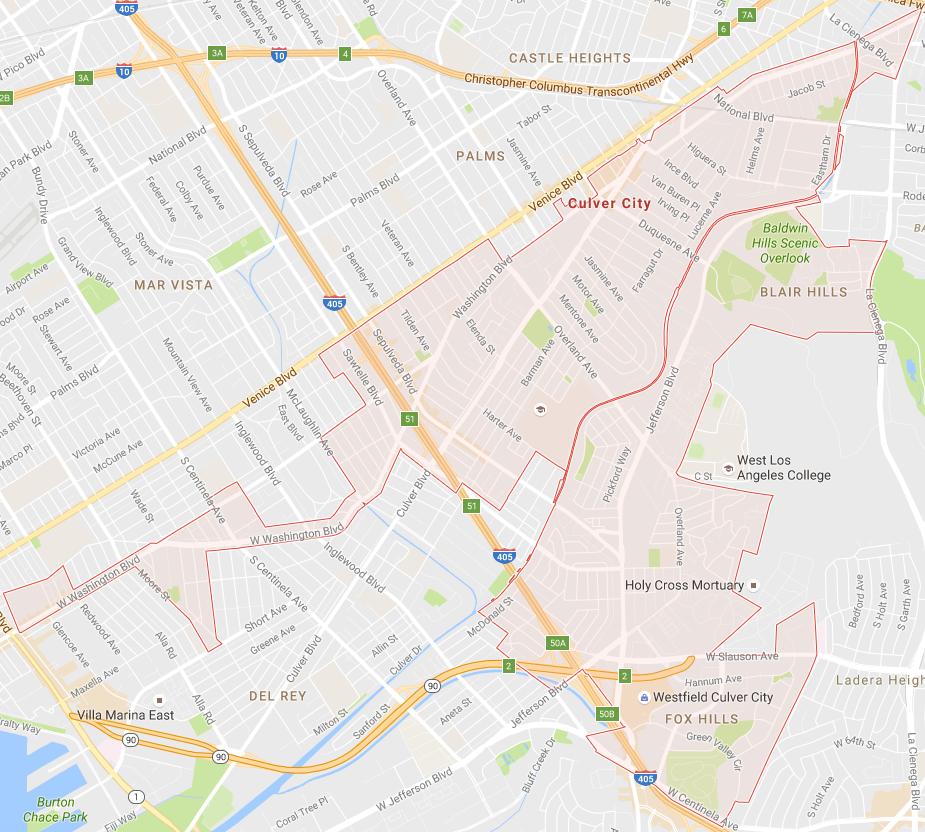 405
7A
6
3A
10
4
3A
10
2B
W Pico Blvd
Kelton Ave
Veteran Ave
La Cienega Blvd
CASTLE HEIGHTS
Christopher Columbus Transcontinental Hwy
Overland Ave
Jacob St
National Blvd
Tabor St
National Blvd
S Sepulveda Blvd
Stoner Ave
Jasmine Ave
PALMS
Helms Ave
Eastham Dr
Higuera St
Ince Blvd
Bundy Drive
Federal Ave
Colby Ave
Purdue Ave
Rose Ave
Palms Blvd
Venice Blvd
Van Buren Pl
Irving Pl
Lucerne Ave
Culver City
Inglewood Blvd
Stoner Ave
Veteran Ave
Duquesne Ave
Baldwin
Hills Scenic
Overlook
Grand View Blvd
Airport Ave
MAR VISTA
S Bentley Ave
Washington Blvd
Jasmine Ave
Motor Ave
Farragut Dr
Mentone Ave
BLAIR HILLS
405
Rose Ave
Stewart Ave
Tilden Ave
Elenda St
Overland Ave
La Cienega Blvd
Moore St
Beethoven St
Palms Blvd
Mountain View Ave
Sepulveda Blvd
Sawtelle Blvd
Barman Ave
Venice Blvd
McLaughlin Ave
East Blvd
Jefferson Blvd
51
Harter Ave
Marco Pl
Victoria Ave
McCune Ave
Inglewood Blvd
S Centinela Ave
Pickford Way
West Los
Angeles College
C St
Wade St
Culver Blvd
51
Overland Ave
W Washington Blvd
405
W Washington Blvd
Inglewood Blvd
S Centinela Ave
Moore St
Holy Cross Mortuary
Bedford Ave
S Holt Ave
S Garth Ave
Redwood Ave
Glencoe Ave
Short Ave
Greene Ave
McDonald St
Alla Rd
Allin St
Culver Dr
Culver Blvd
50A
W Slauson Ave
2
2
Maxella Ave
90
Hannum Ave
DEL REY
Villa Marina East
Alla Rd
Milton St
Sanford St
Aneta St
Jefferson Blvd
Westfield Culver City
50B
FOX HILLS
Green Valley Cir
W 64th St
90
90
Bluff Creek Dr
405
W Centinela Ave
S Holt Ave
La Cienega Blvd
Burton
Chace Park
1
Fiji Way
Coral Tree Pl
W Jefferson Blvd